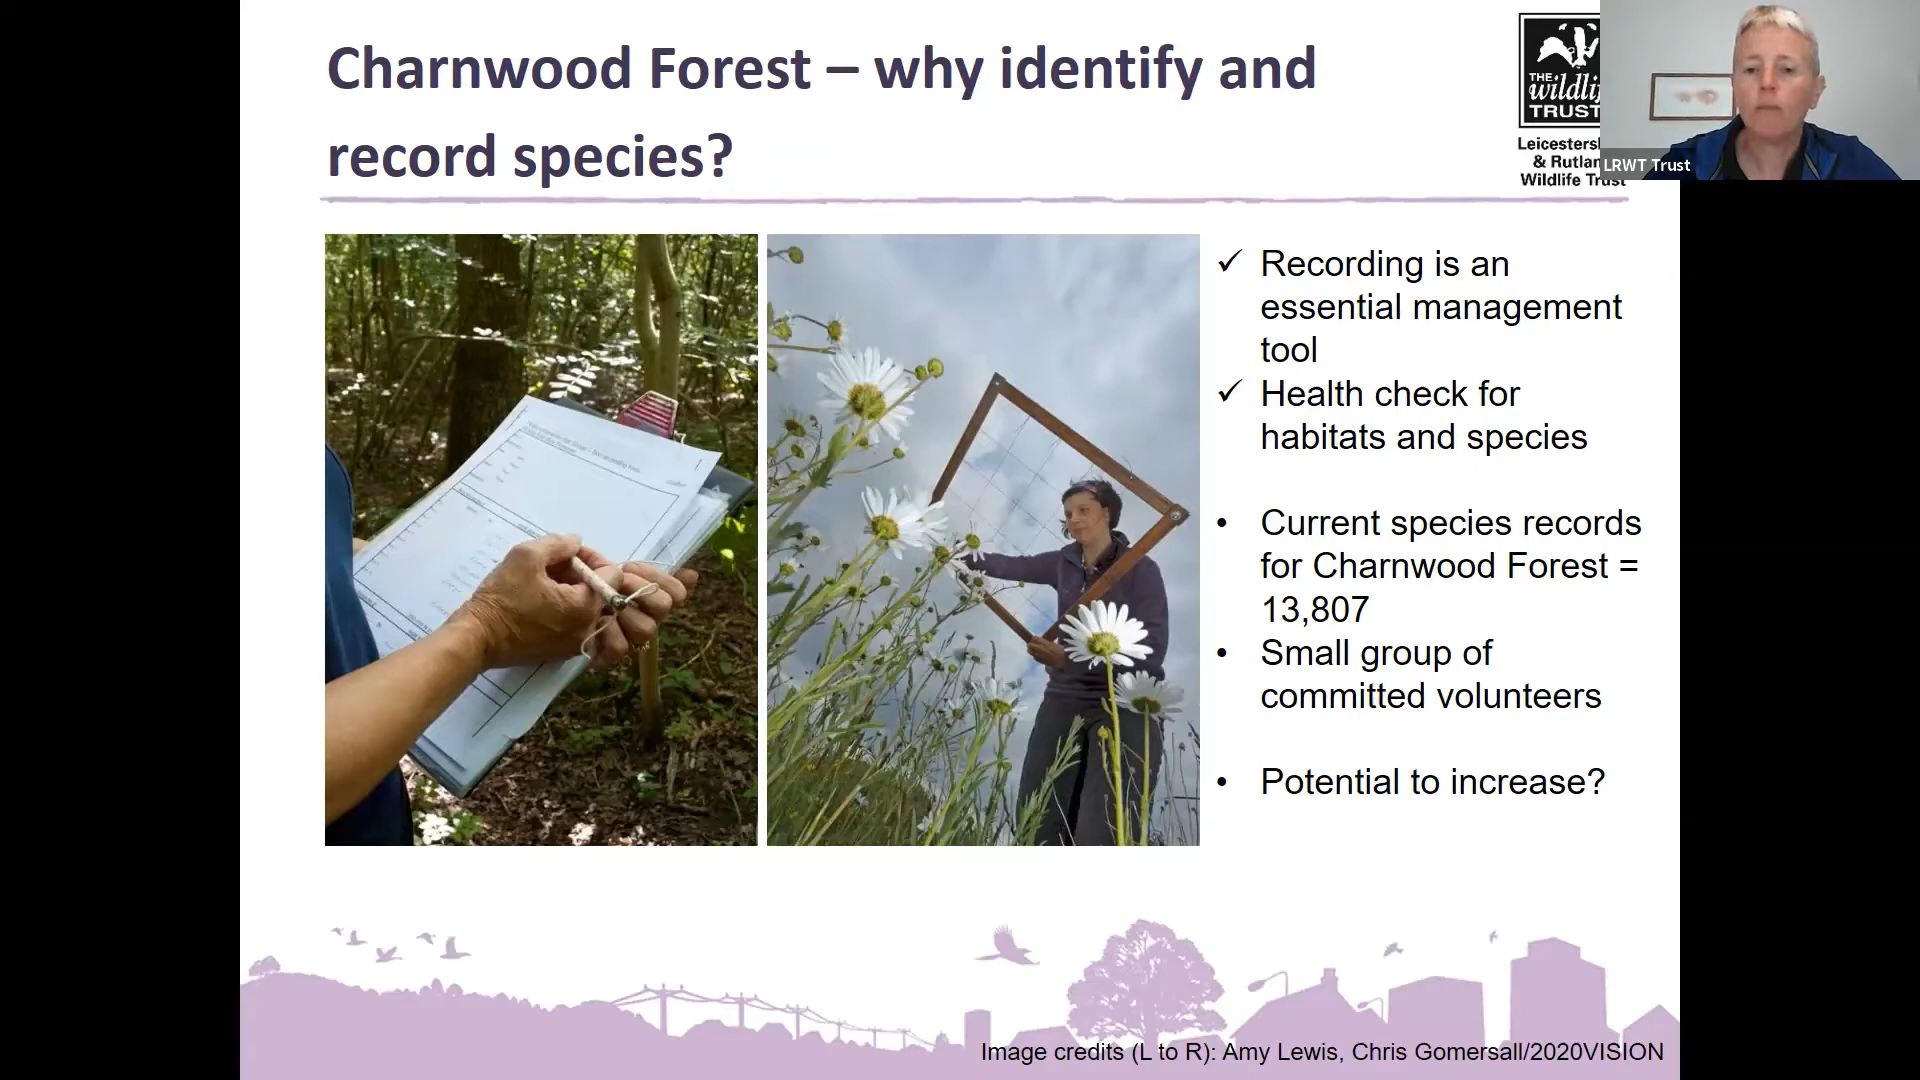 Charnwood Forest – why identify and
record species?
THE
wildli
TRUST
Leicesters
& Rutlan
Wildlife Trust
LRWT Trust
✓ Recording is an
essential management
tool
✓ Health check for
habitats and species
• Current species records
for Charnwood Forest =
13,807
• Small group of
committed volunteers
• Potential to increase?
Image credits (L to R): Amy Lewis, Chris Gomersall/2020VISION